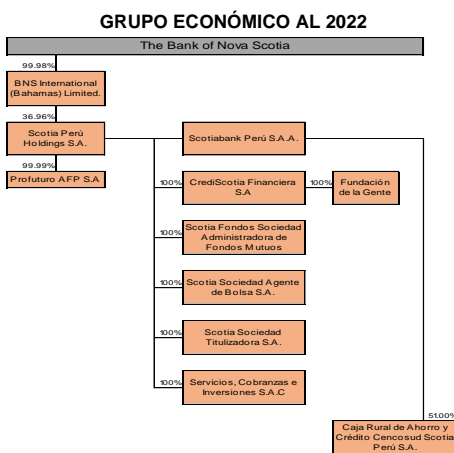 GRUPO ECONÓMICO AL 2022
The Bank of Nova Scotia
99.98%
BNS International
(Bahamas) Limited.
36.96%
Scotia Perú
Holdings S.A.
99.99%
Profuturo AFP S.A
Scotiabank Perú S.A.A.
100%
CrediScotia Financiera
S.A
100%
Fundación
de la Gente
100%
Scotia Fondos Sociedad
Administradora de
Fondos Mutuos
100%
Scotia Sociedad Agente
de Bolsa S.A.
100%
Scotia Sociedad
Titulizadora S.A.
100%
Servicios, Cobranzas e
Inversiones S.A.C
51.00%
Caja Rural de Ahorro y
Crédito Cencosud Scotia
Perú S.A.